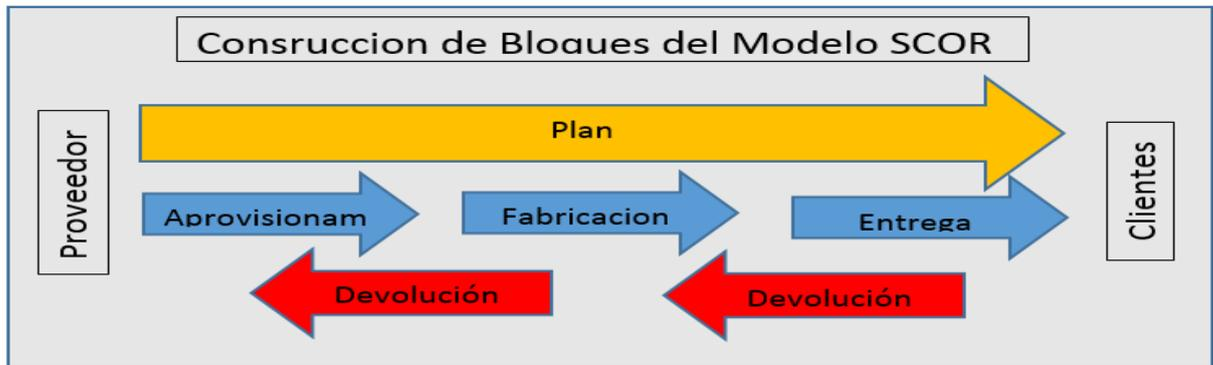 Consruccion de Bloques del Modelo SCOR
Proveedor
Plan
Clientes
Aprovisionam
Fabricacion
Entrega
Devolución
Devolución